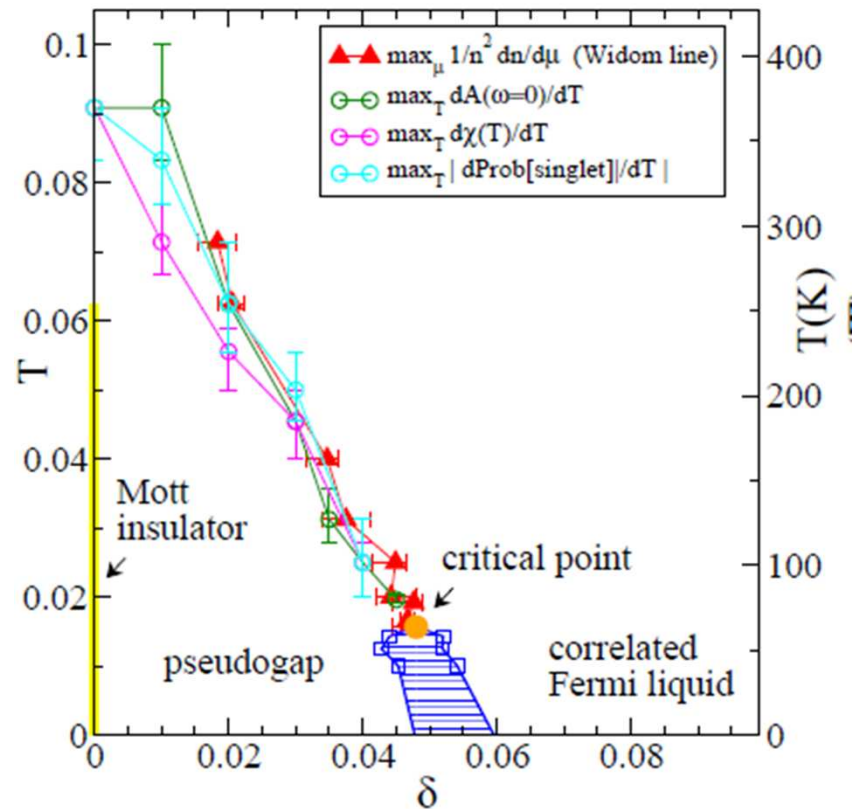 max_μ 1/n² dn/dμ (Widom line)
max_T dA(ω=0)/dT
max_T dχ(T)/dT
max_T | dProb[singlet]|/dT |
0.1
0.08
0.06
0.04
0.02
0
T
400
300
200
100
0
T(K)
Mott
insulator
critical point
pseudogap
correlated
Fermi liquid
0
0.02
0.04
0.06
0.08
δ